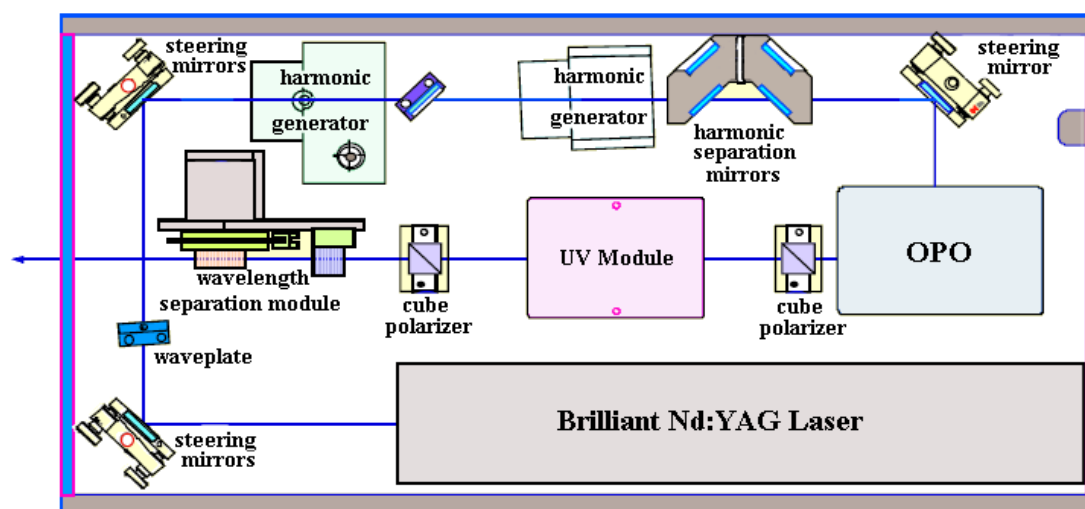 steering
mirrors
harmonic
generator
harmonic
generator
harmonic
separation
mirrors
steering
mirror
wavelength
separation module
cube
polarizer
UV Module
cube
polarizer
OPO
waveplate
steering
mirrors
Brilliant Nd:YAG Laser